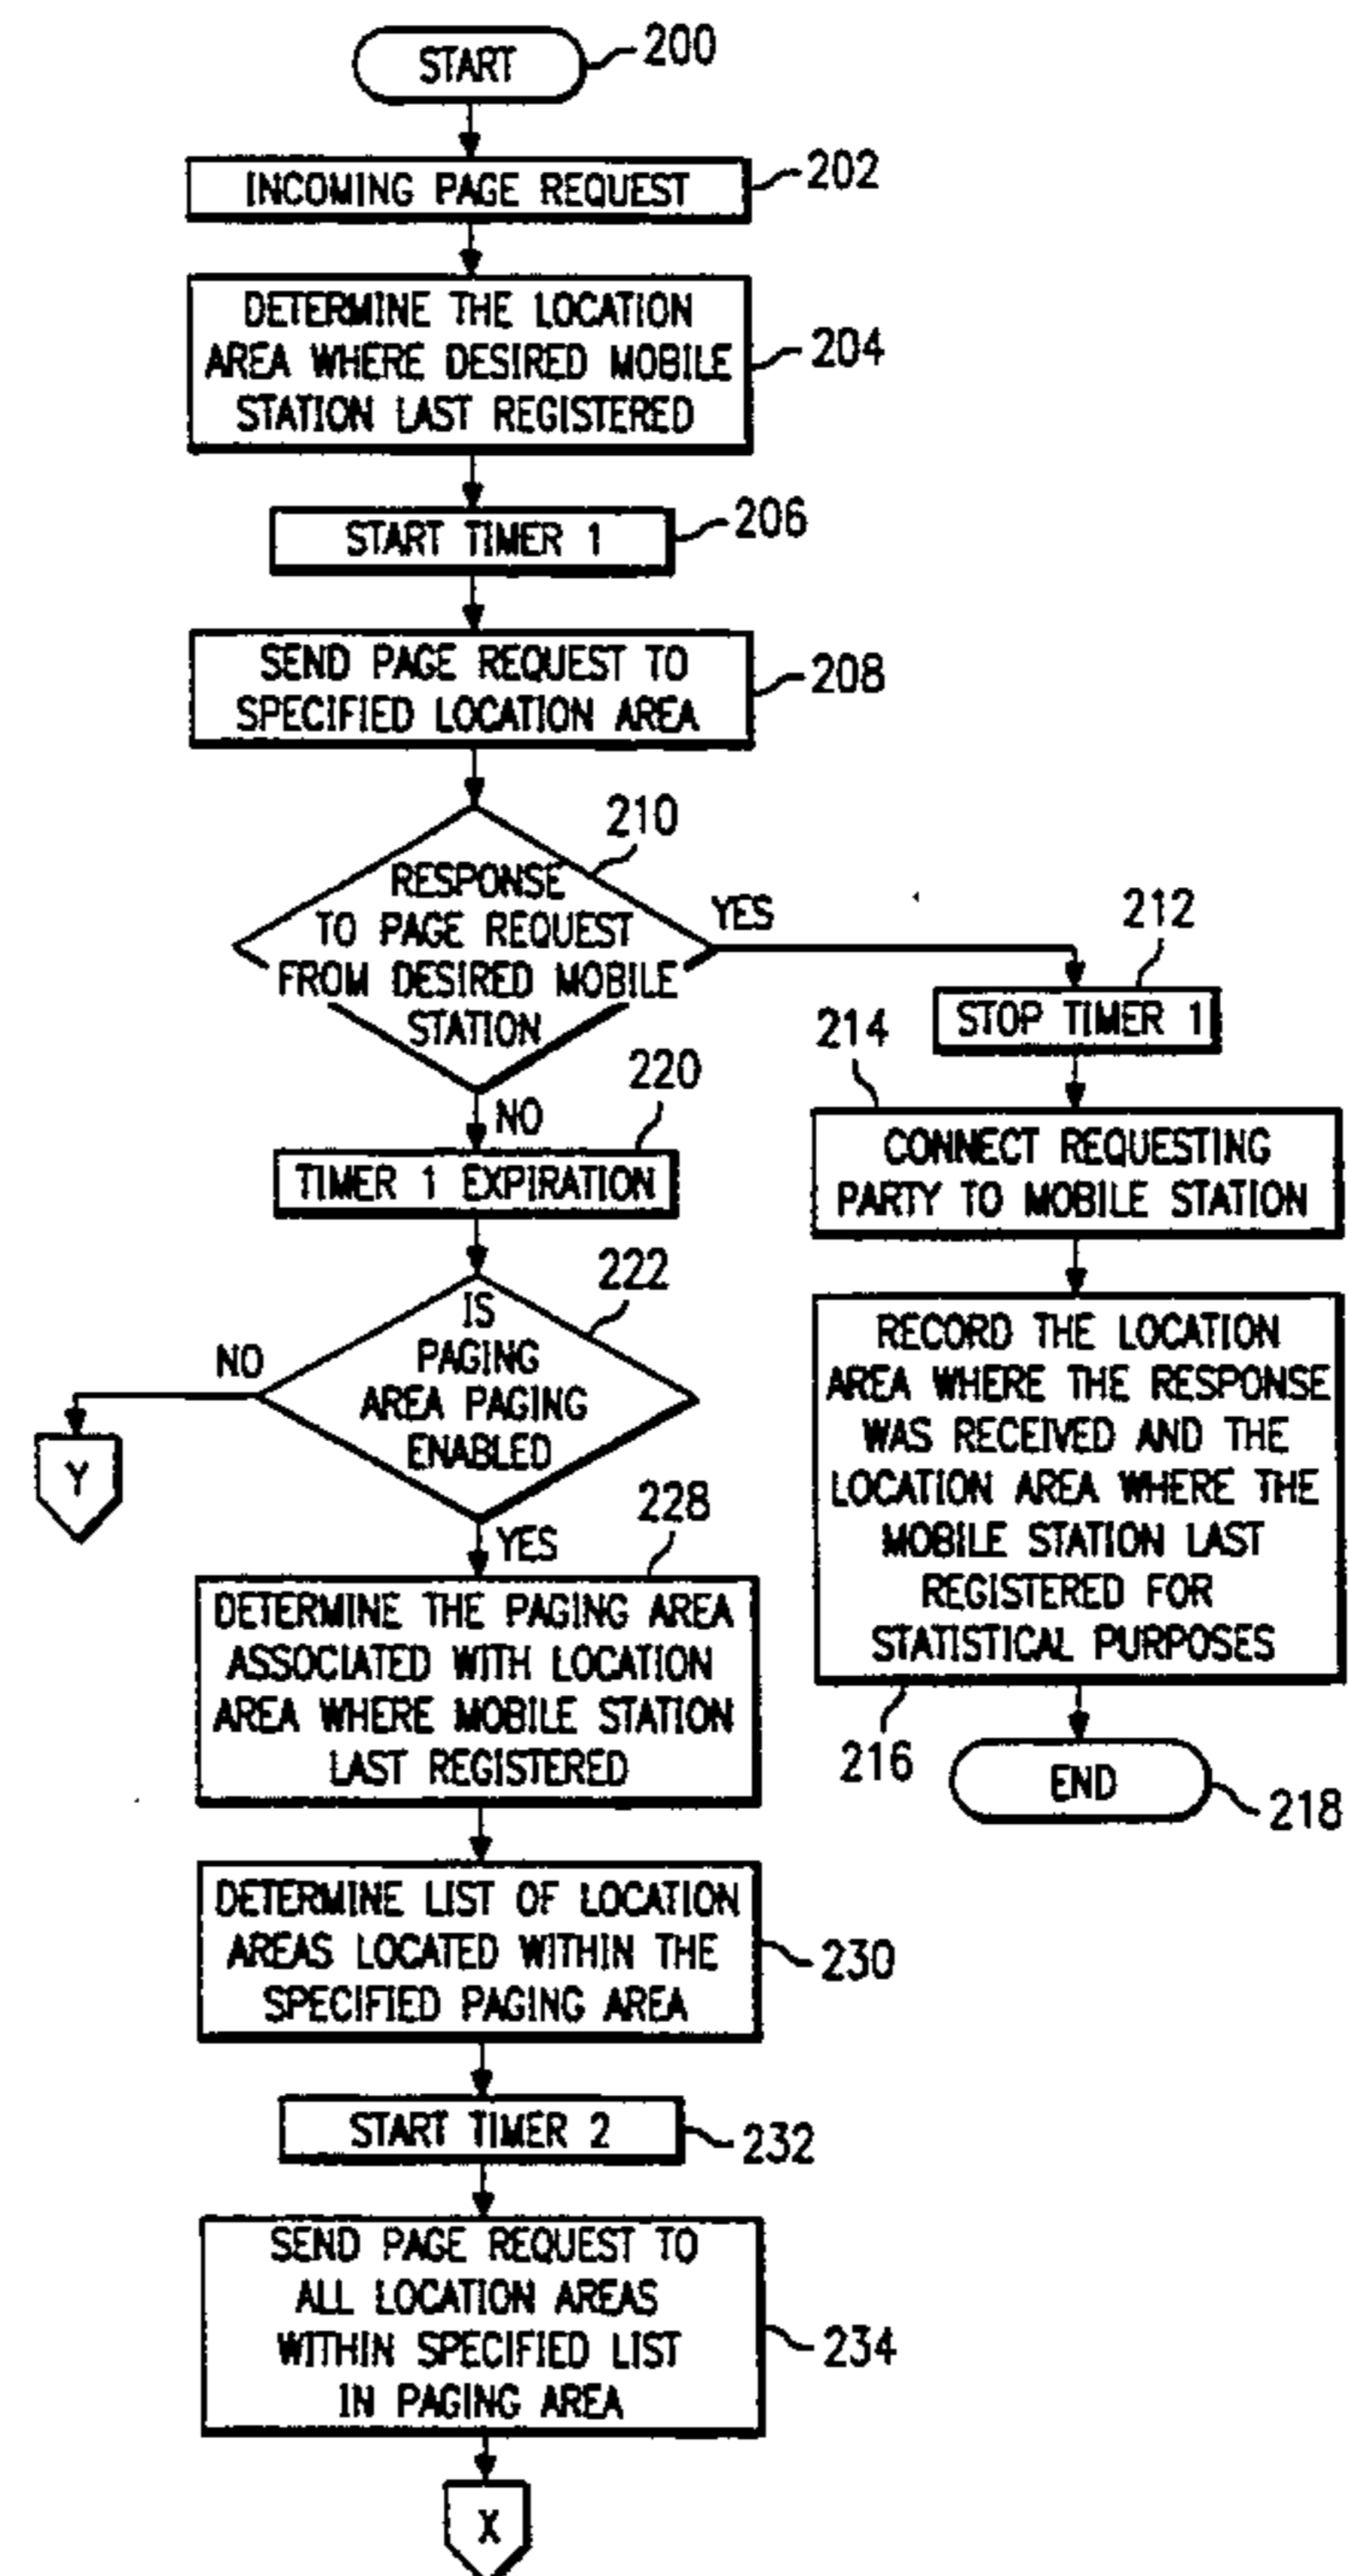 START
200
INCOMING PAGE REQUEST
202
DETERMINE THE LOCATION
AREA WHERE DESIRED MOBILE
STATION LAST REGISTERED
204
START TIMER 1
206
SEND PAGE REQUEST TO
SPECIFIED LOCATION AREA
208
210
RESPONSE
TO PAGE REQUEST
FROM DESIRED MOBILE
STATION
YES
212
STOP TIMER 1
214
CONNECT REQUESTING
PARTY TO MOBILE STATION
RECORD THE LOCATION
AREA WHERE THE RESPONSE
WAS RECEIVED AND THE
LOCATION AREA WHERE THE
MOBILE STATION LAST
REGISTERED FOR
STATISTICAL PURPOSES
216
END
218
NO
220
TIMER 1 EXPIRATION
222
IS
PAGING
AREA PAGING
ENABLED
NO
Y
YES
228
DETERMINE THE PAGING AREA
ASSOCIATED WITH LOCATION
AREA WHERE MOBILE STATION
LAST REGISTERED
DETERMINE LIST OF LOCATION
AREAS LOCATED WITHIN THE
SPECIFIED PAGING AREA
230
START TIMER 2
232
SEND PAGE REQUEST TO
ALL LOCATION AREAS
WITHIN SPECIFIED LIST
IN PAGING AREA
234
X